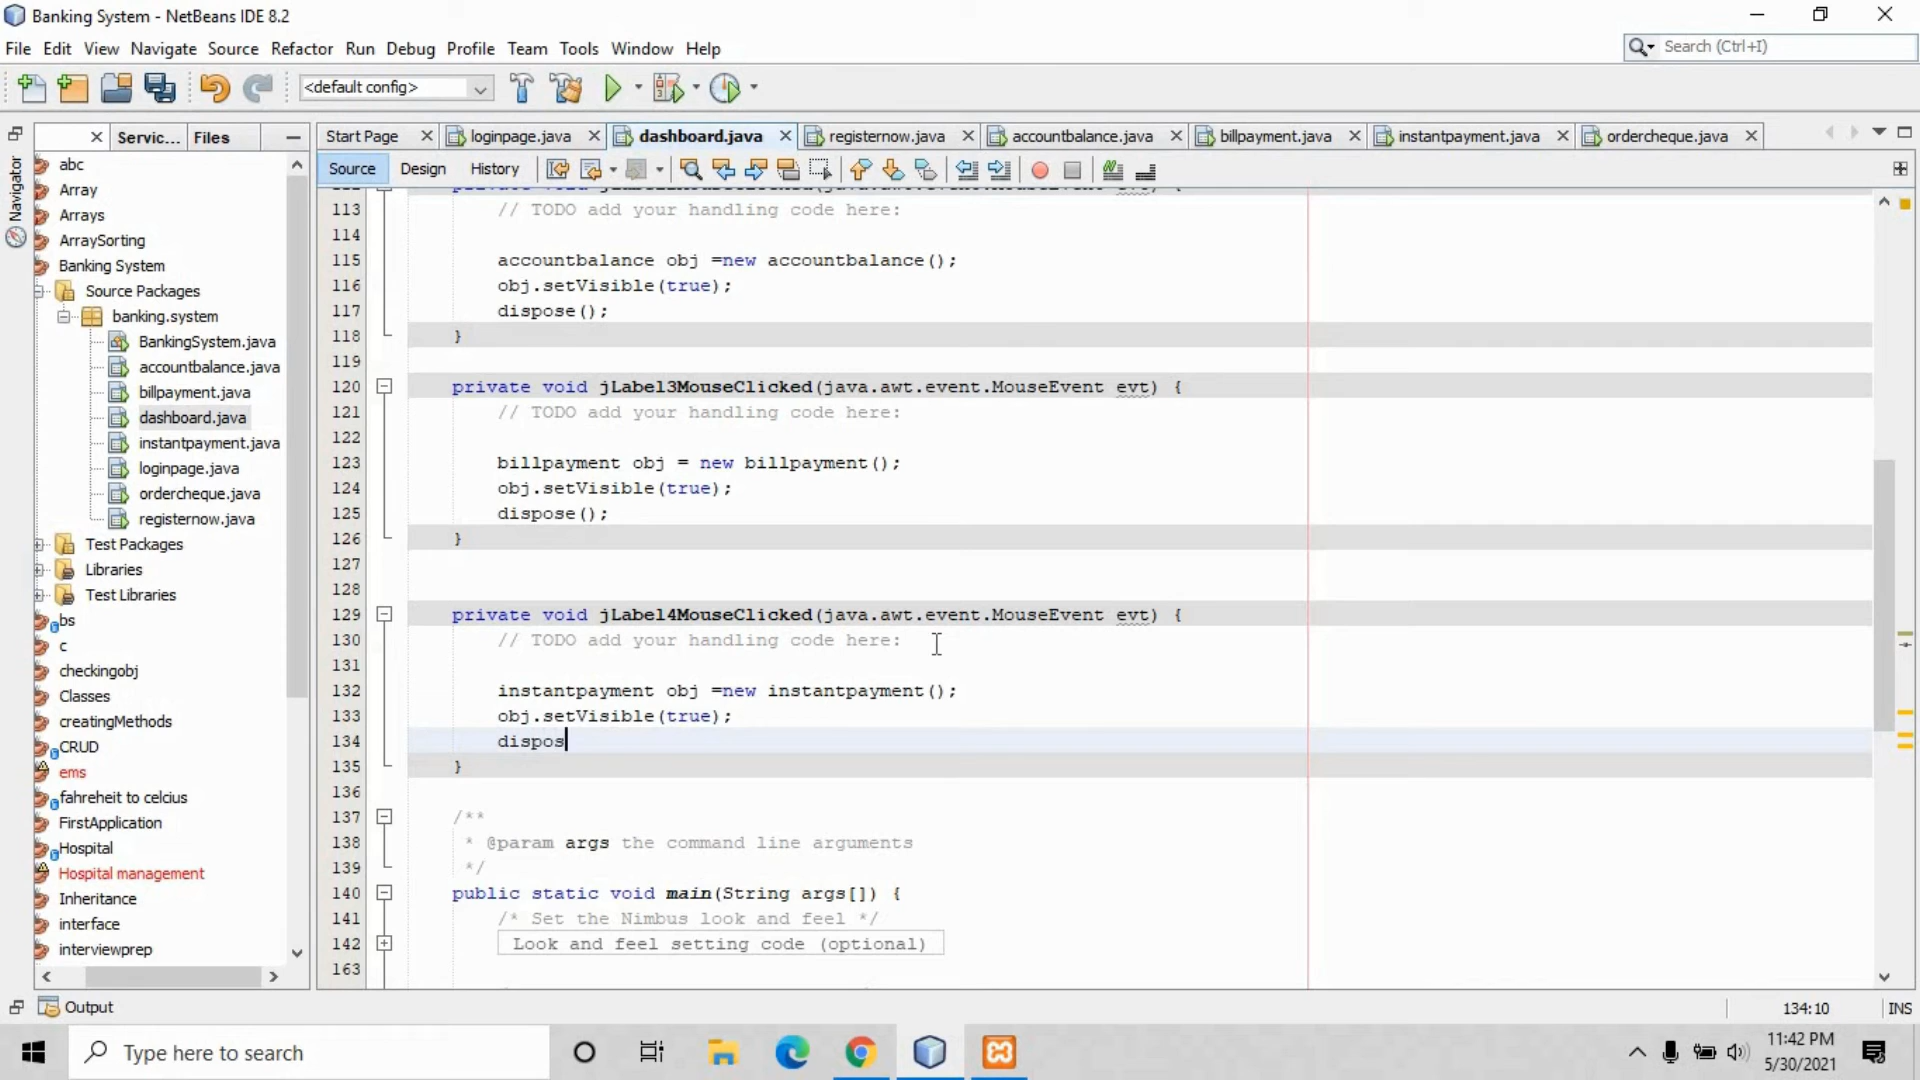 Banking System - NetBeans IDE 8.2
File Edit View Navigate Source Refactor Run Debug Profile Team Tools Window Help
Search (Ctrl+I)
<default config>
Servic... Files
Start Page loginpage.java dashboard.java registernow.java accountbalance.java billpayment.java instantpayment.java ordercheque.java
Source Design History
Navigator
abc
Array
Arrays
ArraySorting
Banking System
Source Packages
banking.system
BankingSystem.java
accountbalance.java
billpayment.java
dashboard.java
instantpayment.java
loginpage.java
ordercheque.java
registernow.java
Test Packages
Libraries
Test Libraries
bs
c
checkingobj
Classes
creatingMethods
CRUD
ems
fahreheit to celcius
FirstApplication
Hospital
Hospital management
Inheritance
interface
interviewprep
113 // TODO add your handling code here:
114
115 accountbalance obj =new accountbalance();
116 obj.setVisible(true);
117 dispose();
118 }
119
120 private void jLabel3MouseClicked(java.awt.event.MouseEvent evt) {
121 // TODO add your handling code here:
122
123 billpayment obj = new billpayment();
124 obj.setVisible(true);
125 dispose();
126 }
127
128
129 private void jLabel4MouseClicked(java.awt.event.MouseEvent evt) {
130 // TODO add your handling code here:
131
132 instantpayment obj =new instantpayment();
133 obj.setVisible(true);
134 dispos
135 }
136
137 /**
138 * @param args the command line arguments
139 */
140 public static void main(String args[]) {
141 /* Set the Nimbus look and feel */
142 Look and feel setting code (optional)
163
Output
134:10 INS
Type here to search
11:42 PM
5/30/2021